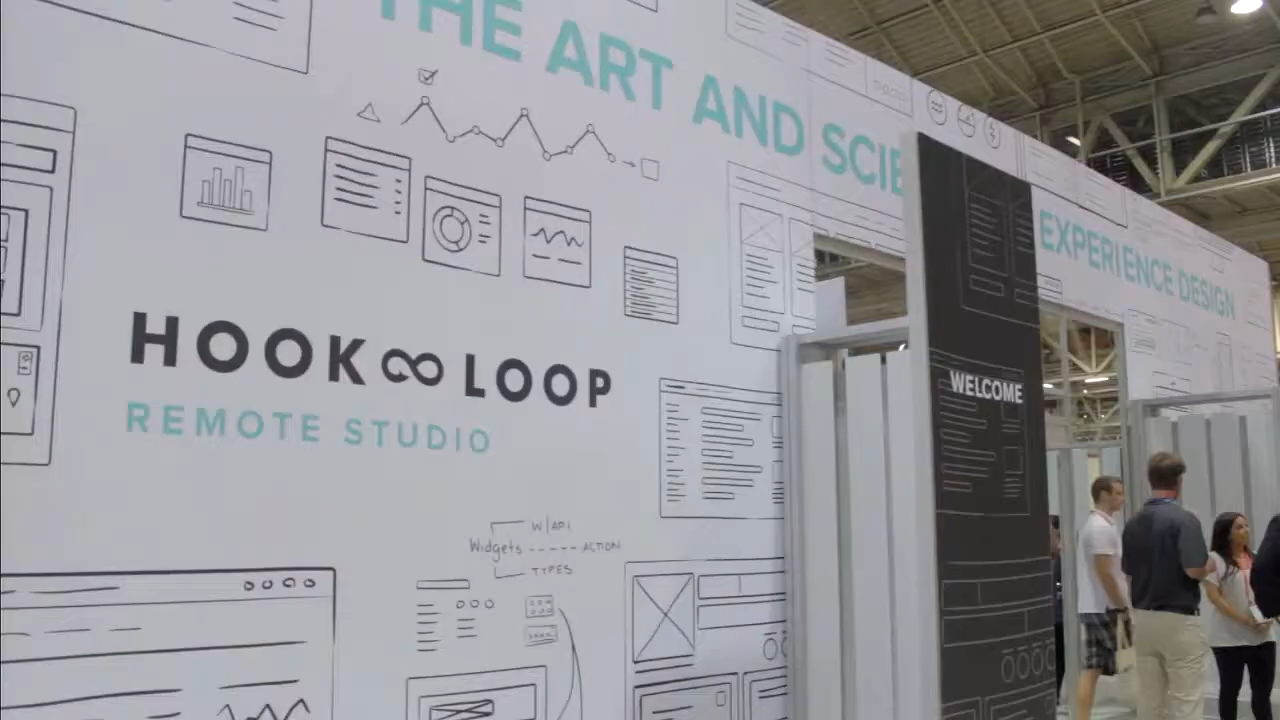 THE ART AND SCIE
EXPERIENCE DESIGN
HOOK LOOP
REMOTE STUDIO
WELCOME
W/API
Widgets ACTION
TYPES